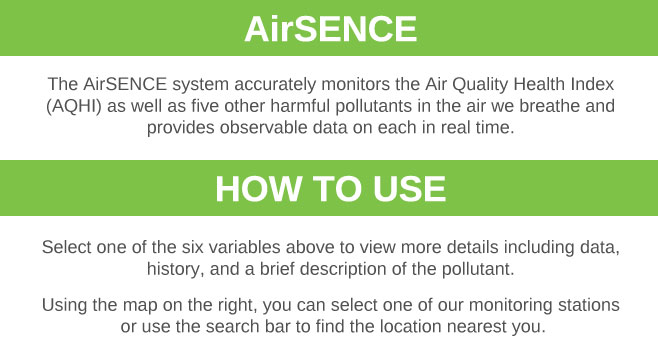 AirSENCE
The AirSENCE system accurately monitors the Air Quality Health Index
(AQHI) as well as five other harmful pollutants in the air we breathe and
provides observable data on each in real time.
HOW TO USE
Select one of the six variables above to view more details including data,
history, and a brief description of the pollutant.
Using the map on the right, you can select one of our monitoring stations
or use the search bar to find the location nearest you.